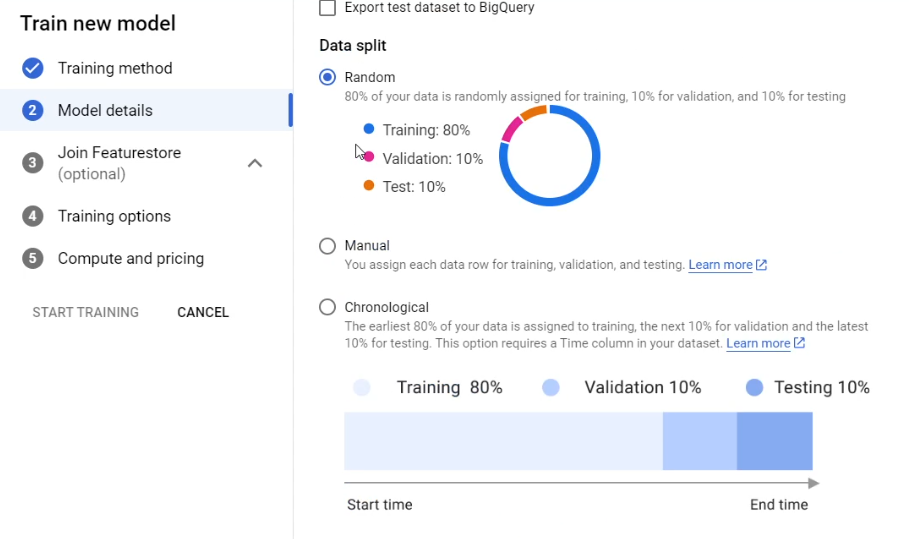 Train new model
Training method
2 Model details
3 Join Featurestore
(optional)
4 Training options
5 Compute and pricing
START TRAINING CANCEL
Export test dataset to BigQuery
Data split
Random
80% of your data is randomly assigned for training, 10% for validation, and 10% for testing
Training: 80%
Validation: 10%
Test: 10%
Manual
You assign each data row for training, validation, and testing. Learn more
Chronological
The earliest 80% of your data is assigned to training, the next 10% for validation and the latest
10% for testing. This option requires a Time column in your dataset. Learn more
Training 80% Validation 10% Testing 10%
Start time End time